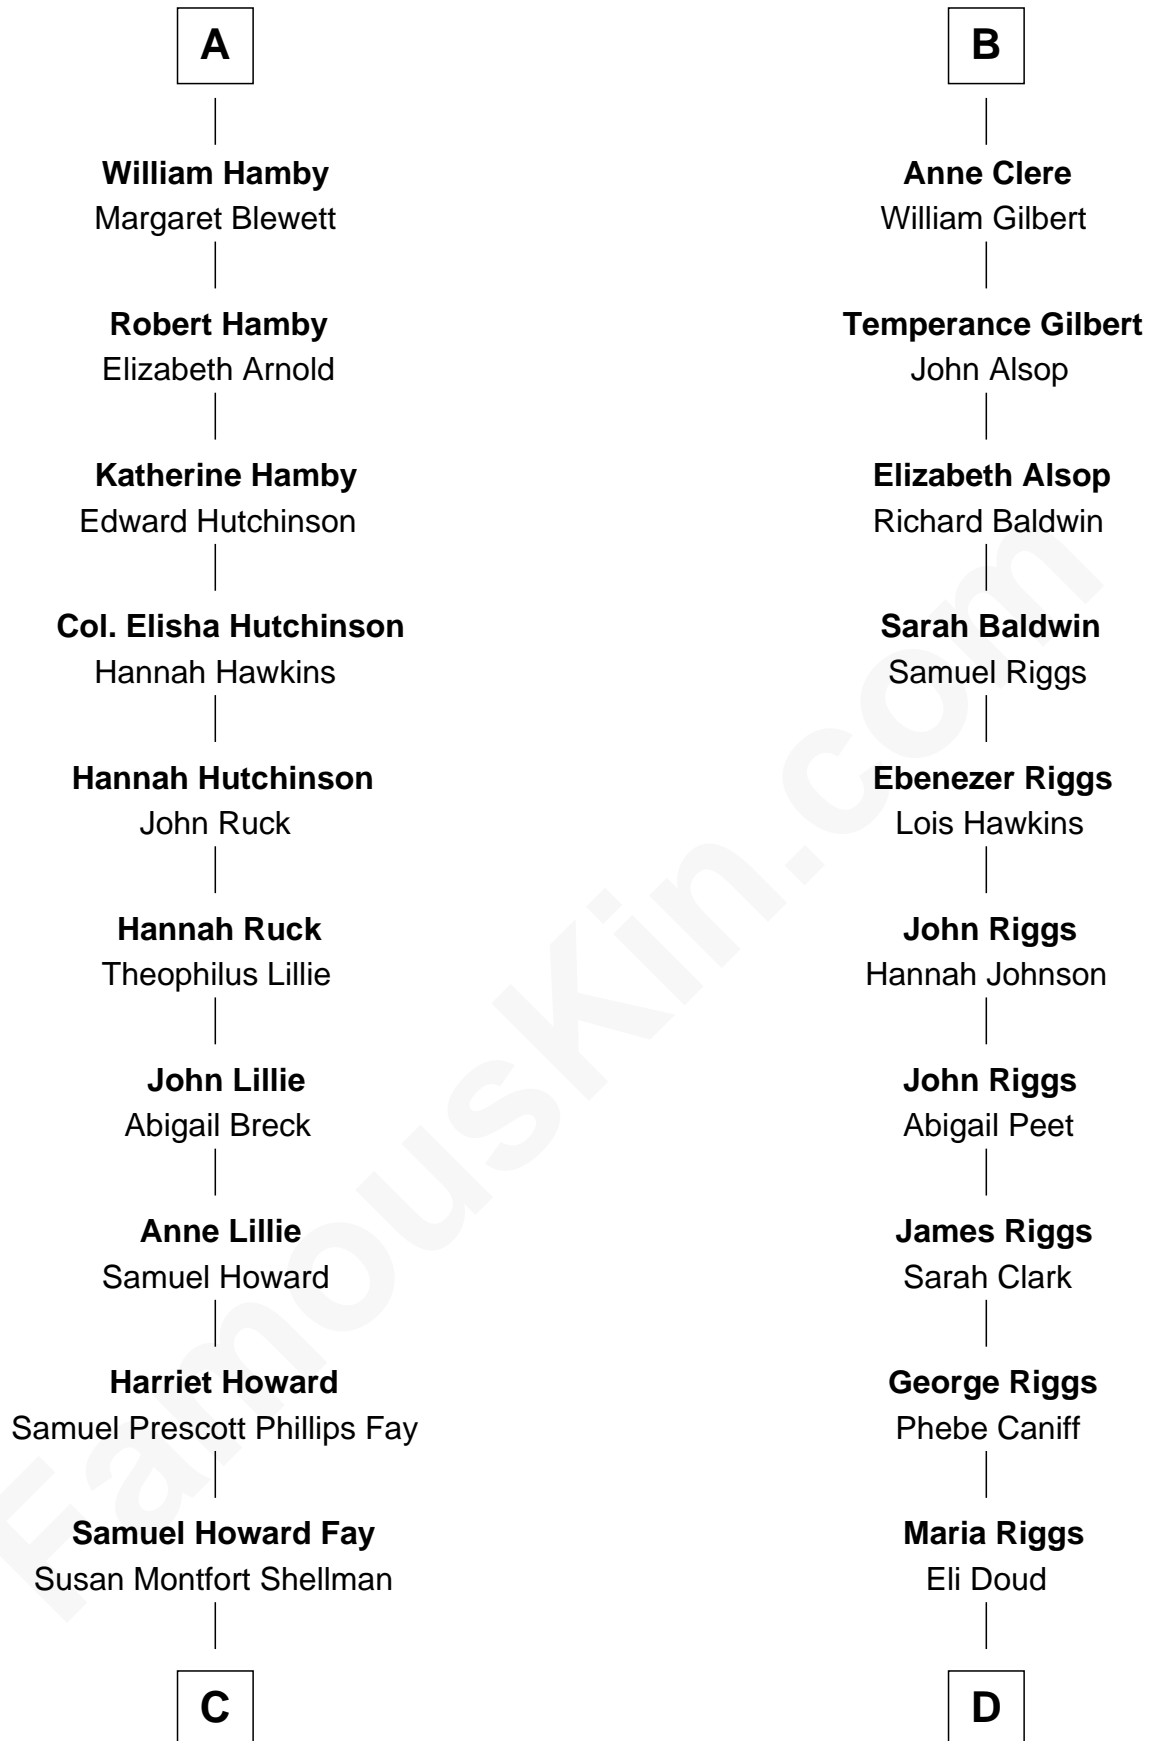 A
William Hamby
Margaret Blewett
Robert Hamby
Elizabeth Arnold
Katherine Hamby
Edward Hutchinson
Col. Elisha Hutchinson
Hannah Hawkins
Hannah Hutchinson
John Ruck
Hannah Ruck
Theophilus Lillie
John Lillie
Abigail Breck
Anne Lillie
Samuel Howard
Harriet Howard
Samuel Prescott Phillips Fay
Samuel Howard Fay
Susan Montfort Shellman
C
B
Anne Clere
William Gilbert
Temperance Gilbert
John Alsop
Elizabeth Alsop
Richard Baldwin
Sarah Baldwin
Samuel Riggs
Ebenezer Riggs
Lois Hawkins
John Riggs
Hannah Johnson
John Riggs
Abigail Peet
James Riggs
Sarah Clark
George Riggs
Phebe Caniff
Maria Riggs
Eli Doud
D
FamousKin.com